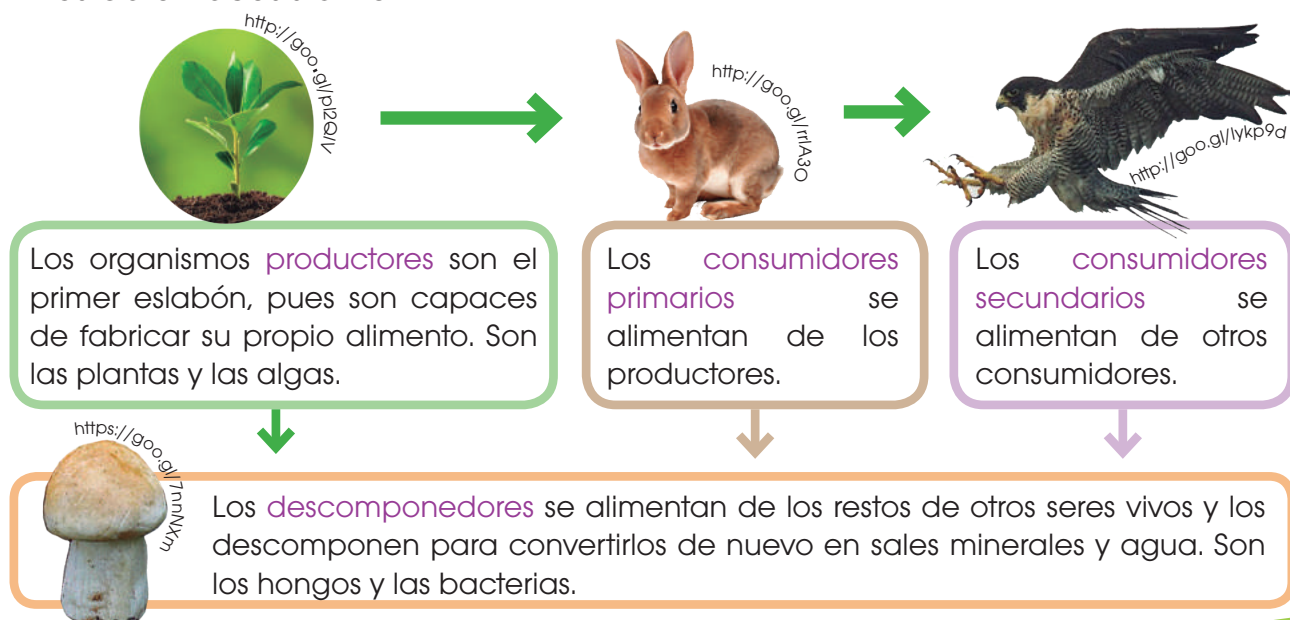 http://goo.gl/pl2QlV
http://goo.gl/rrlA3O
http://goo.gl/lykp9d
Los organismos productores son el
primer eslabón, pues son capaces
de fabricar su propio alimento. Son
las plantas y las algas.
Los consumidores
primarios se
alimentan de los
productores.
Los consumidores
secundarios se
alimentan de otros
consumidores.
https://goo.gl/7nnNXm
Los descomponedores se alimentan de los restos de otros seres vivos y los
descomponen para convertirlos de nuevo en sales minerales y agua. Son
los hongos y las bacterias.